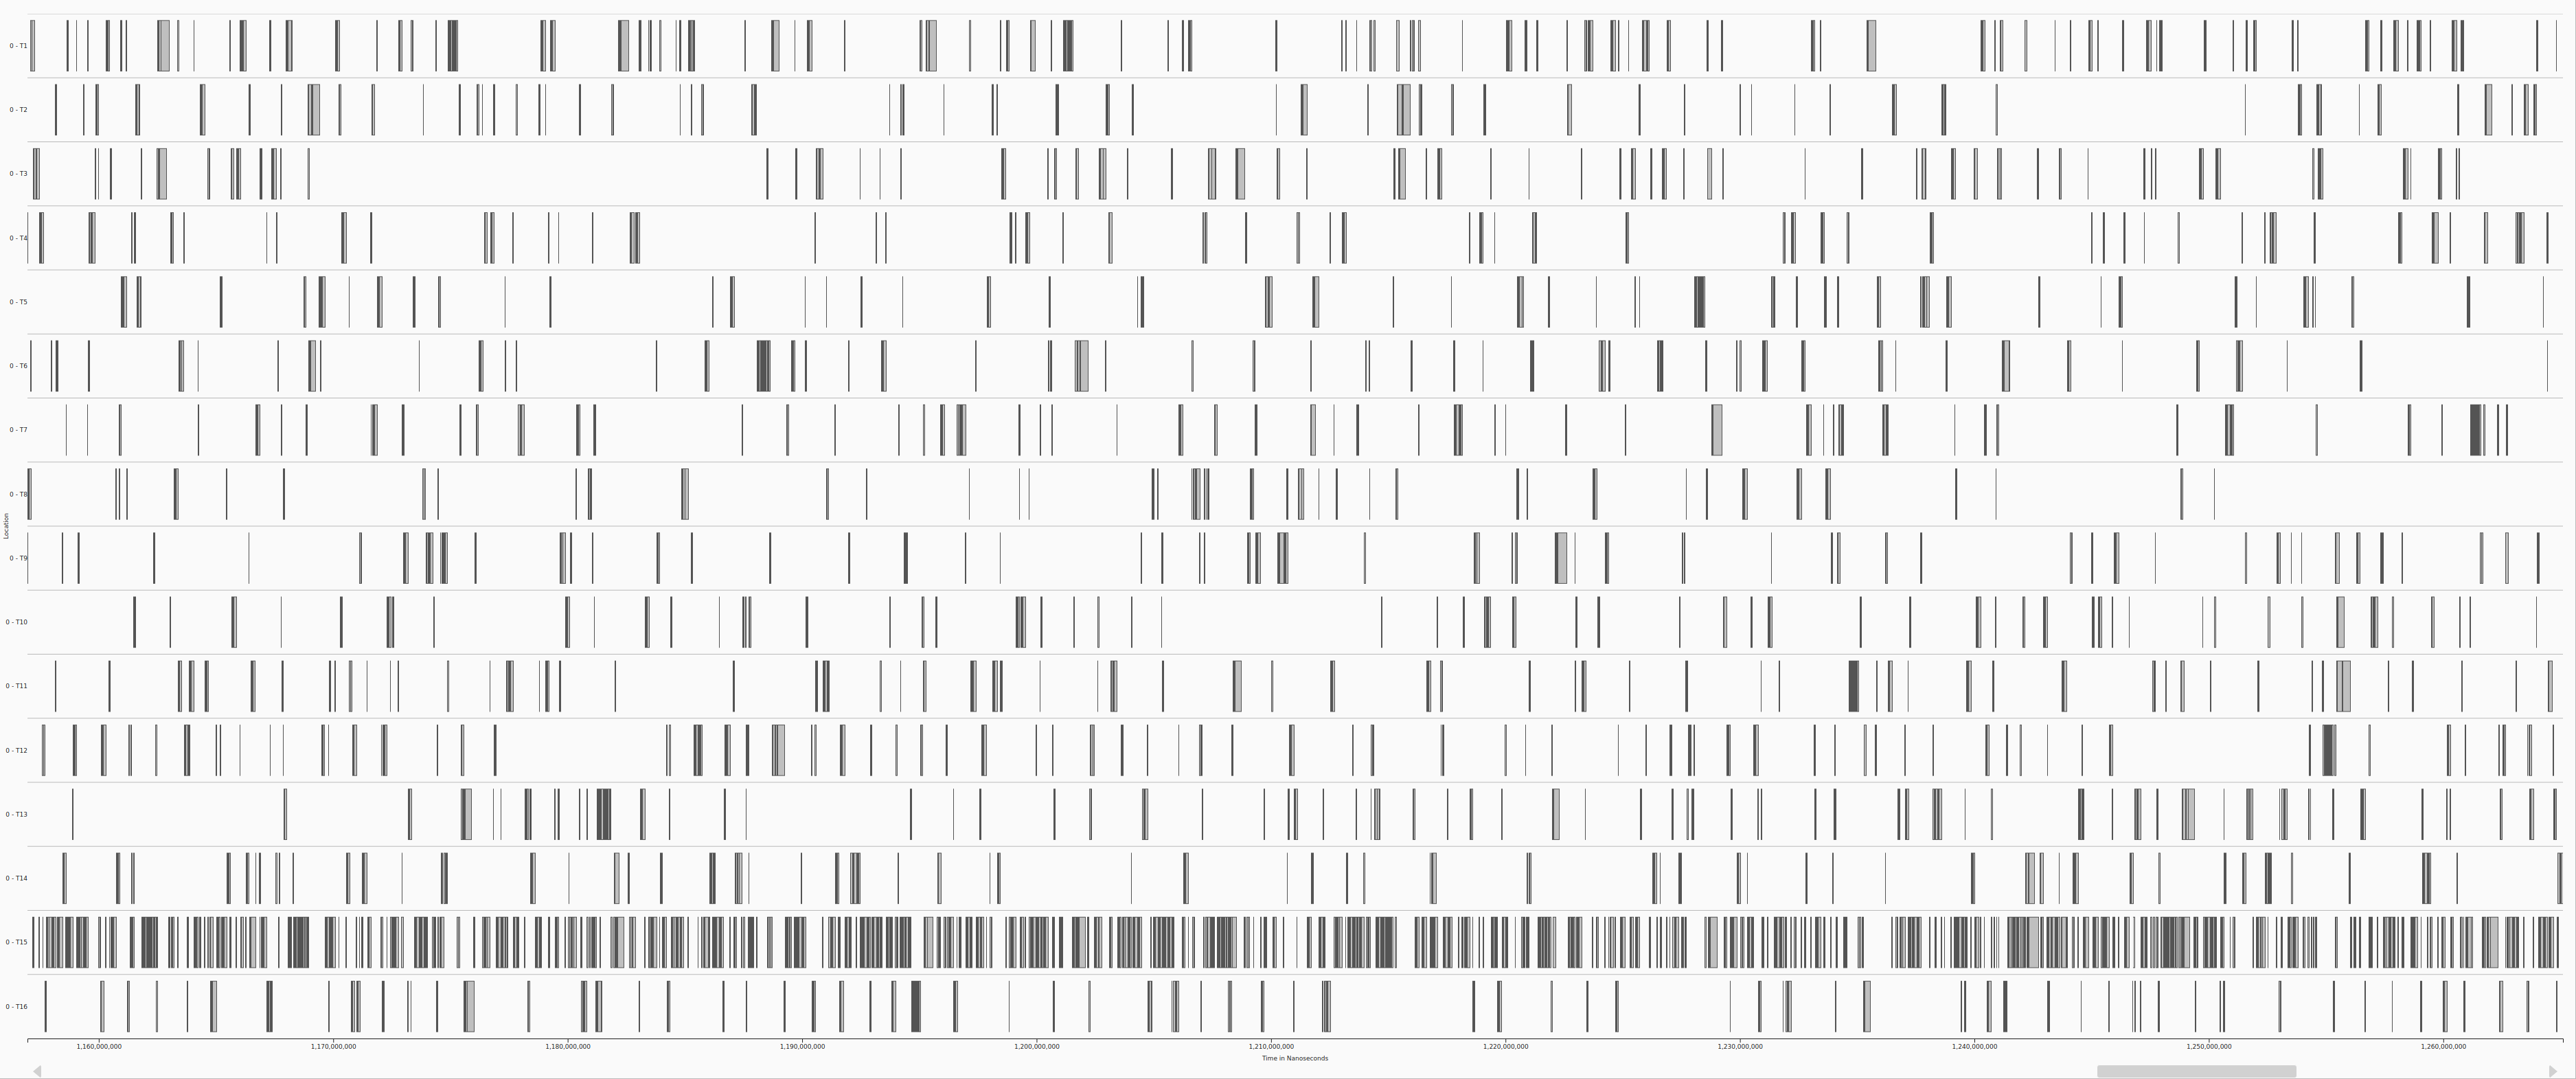 0 - T1
0 - T2
0 - T3
0 - T4
0 - T5
0 - T6
0 - T7
0 - T8
Location
0 - T9
0 - T10
0 - T11
0 - T12
0 - T13
0 - T14
0 - T15
0 - T16
1,160,000,000 1,170,000,000 1,180,000,000 1,190,000,000 1,200,000,000 1,210,000,000 1,220,000,000 1,230,000,000 1,240,000,000 1,250,000,000 1,260,000,000
Time in Nanoseconds